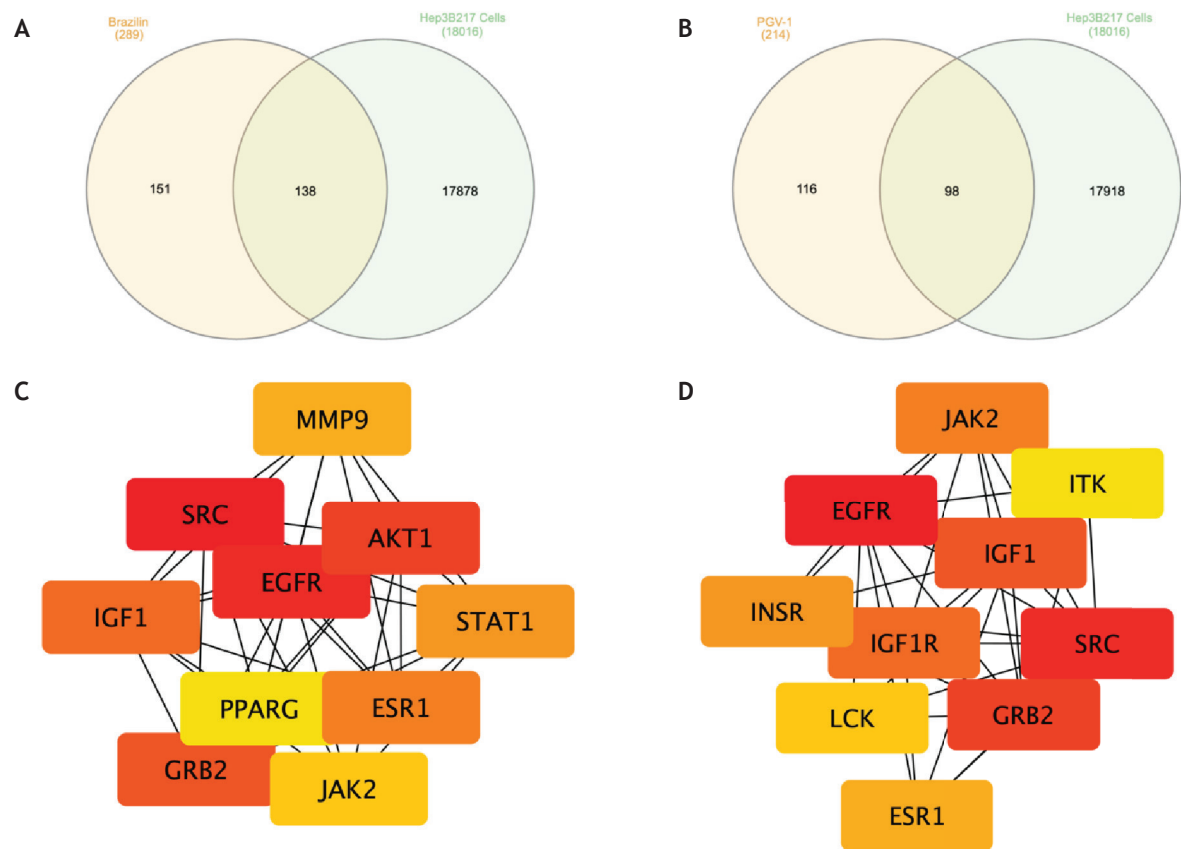 A
Brazilin
(289)
Hep3B217 Cells
(18016)
151
138
17878
B
PGV-1
(214)
Hep3B217 Cells
(18016)
116
98
17918
C
MMP9
SRC
AKT1
EGFR
IGF1
STAT1
PPARG
ESR1
GRB2
JAK2
D
JAK2
ITK
EGFR
IGF1
INSR
IGF1R
SRC
LCK
GRB2
ESR1